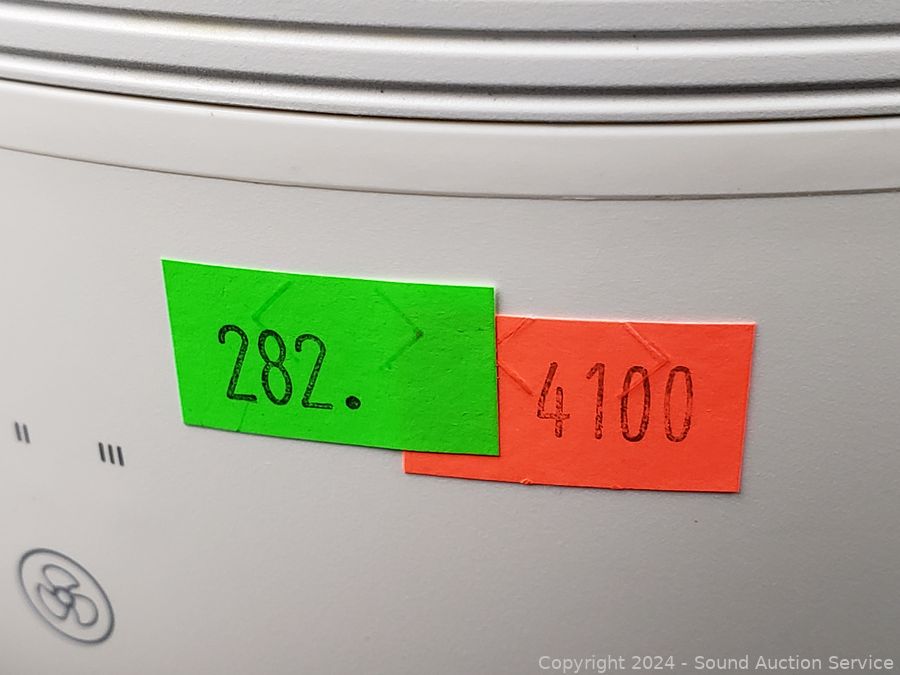 282.
4100
II
III
Copyright 2024 - Sound Auction Service